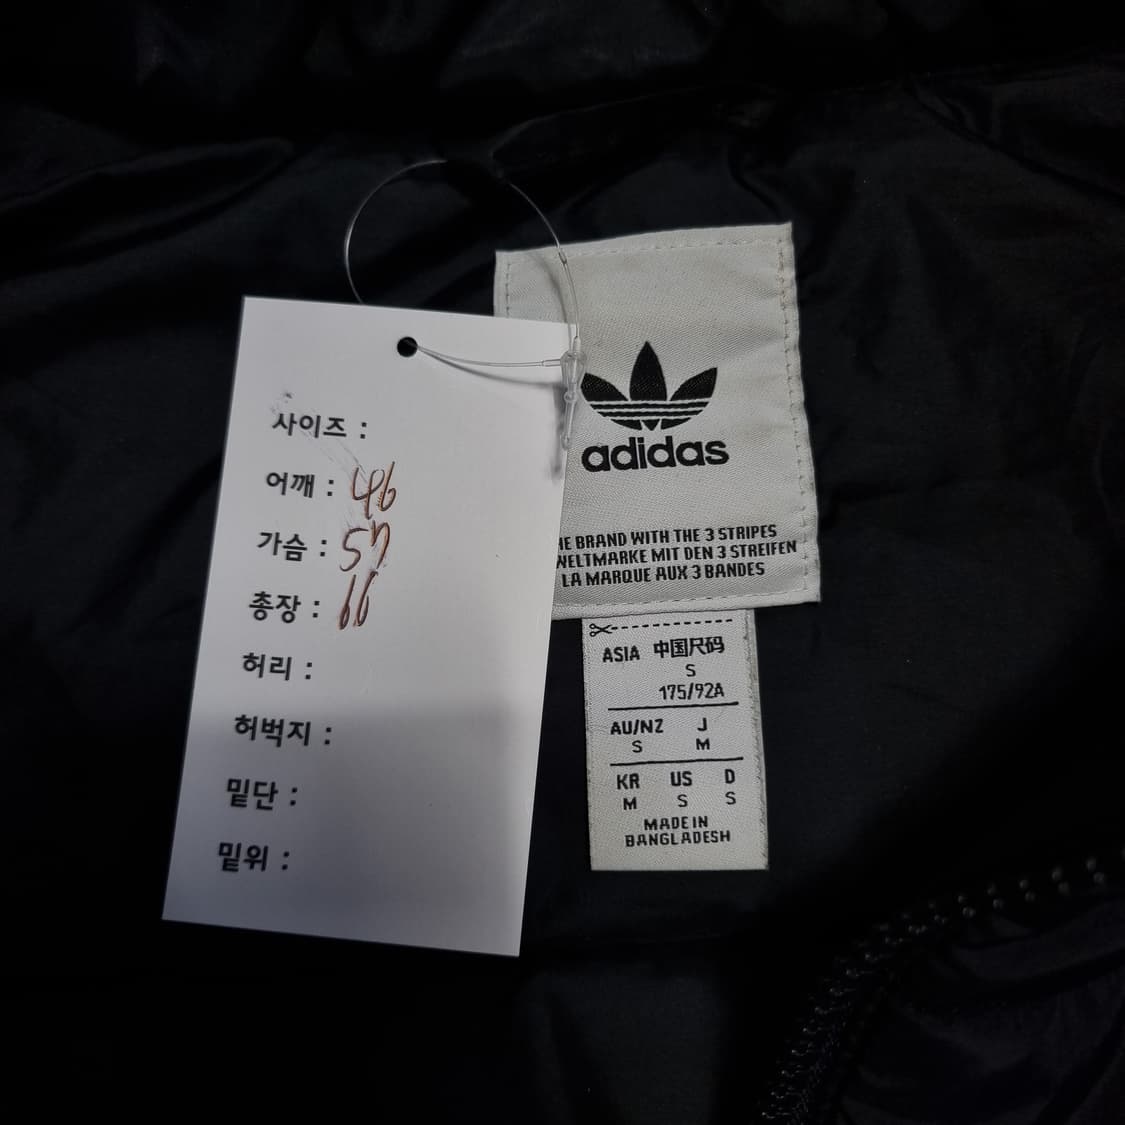 사이즈 :
어깨 : 46
가슴 : 57
총장 : 66
허리 :
허벅지 :
밑단 :
밑위 :
adidas
BRAND WITH THE 3 STRIPES
WELTMARKE MIT DEN 3 STREIFEN
LA MARQUE AUX 3 BANDES
ASIA 中国尺码
S
175/92A
AU/NZ J
S M
KR US D
M S S
MADE IN
BANGLADESH